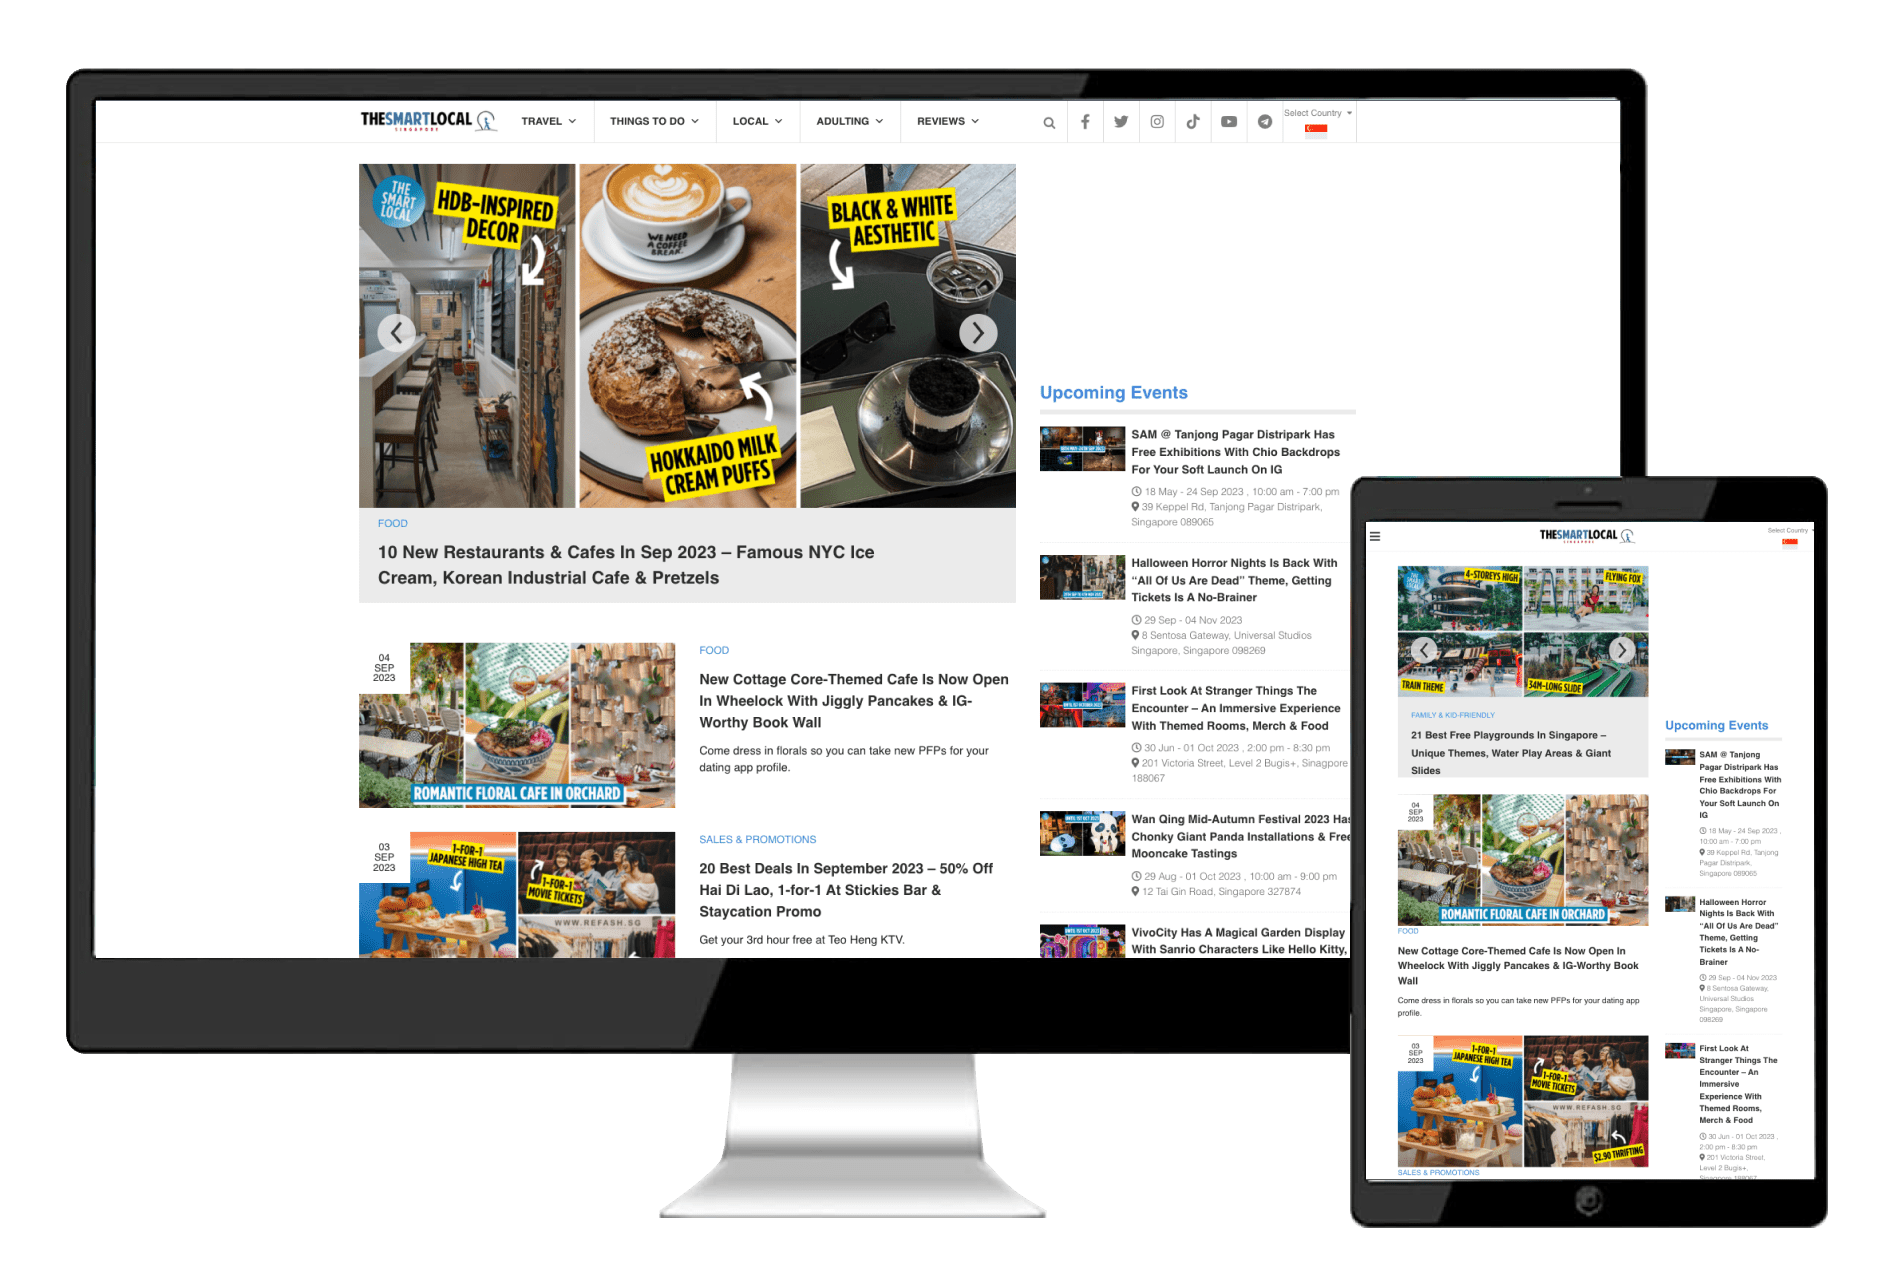 THESMARTLOCAL
SINGAPORE
TRAVEL
THINGS TO DO
LOCAL
ADULTING
REVIEWS
Select Country
THE
SMART
LOCAL
HDB-INSPIRED
DECOR
WE NEED
A COFFEE
BREAK.
HOKKAIDO MILK
CREAM PUFFS
BLACK & WHITE
AESTHETIC
FOOD
10 New Restaurants & Cafes In Sep 2023 – Famous NYC Ice
Cream, Korean Industrial Cafe & Pretzels
04
SEP
2023
ROMANTIC FLORAL CAFE IN ORCHARD
FOOD
New Cottage Core-Themed Cafe Is Now Open
In Wheelock With Jiggly Pancakes & IG-
Worthy Book Wall
Come dress in florals so you can take new PFPs for your
dating app profile.
03
SEP
2023
1-FOR-1
JAPANESE HIGH TEA
1-FOR-1
MOVIE TICKETS
WWW.REFASH.SG
SALES & PROMOTIONS
20 Best Deals In September 2023 – 50% Off
Hai Di Lao, 1-for-1 At Stickies Bar &
Staycation Promo
Get your 3rd hour free at Teo Heng KTV.
Upcoming Events
SAM @ Tanjong Pagar Distripark Has
Free Exhibitions With Chio Backdrops
For Your Soft Launch On IG
18 May - 24 Sep 2023 , 10:00 am - 7:00 pm
39 Keppel Rd, Tanjong Pagar Distripark,
Singapore 089065
Halloween Horror Nights Is Back With
“All Of Us Are Dead” Theme, Getting
Tickets Is A No-Brainer
29 Sep - 04 Nov 2023
8 Sentosa Gateway, Universal Studios
Singapore, Singapore 098269
First Look At Stranger Things The
Encounter – An Immersive Experience
With Themed Rooms, Merch & Food
30 Jun - 01 Oct 2023 , 2:00 pm - 8:30 pm
201 Victoria Street, Level 2 Bugis+, Sinagpore
188067
UNTIL 1ST OCT 2023
Wan Qing Mid-Autumn Festival 2023 Has
Chonky Giant Panda Installations & Free
Mooncake Tastings
29 Aug - 01 Oct 2023 , 10:00 am - 9:00 pm
12 Tai Gin Road, Singapore 327874
VivoCity Has A Magical Garden Display
With Sanrio Characters Like Hello Kitty,
THESMARTLOCAL
SINGAPORE
Select Country
THE
SMART
LOCAL
4-STOREYS HIGH
FLYING FOX
TRAIN THEME
34M-LONG SLIDE
FAMILY & KID-FRIENDLY
21 Best Free Playgrounds In Singapore –
Unique Themes, Water Play Areas & Giant
Slides
04
SEP
2023
ROMANTIC FLORAL CAFE IN ORCHARD
FOOD
New Cottage Core-Themed Cafe Is Now Open In
Wheelock With Jiggly Pancakes & IG-Worthy Book
Wall
Come dress in florals so you can take new PFPs for your dating app
profile.
03
SEP
2023
1-FOR-1
JAPANESE HIGH TEA
1-FOR-1
MOVIE TICKETS
WWW.REFASH.SG
$2.90 THRIFTING
SALES & PROMOTIONS
Upcoming Events
SAM @ Tanjong
Pagar Distripark Has
Free Exhibitions With
Chio Backdrops For
Your Soft Launch On
IG
18 May - 24 Sep 2023 ,
10:00 am - 7:00 pm
39 Keppel Rd, Tanjong
Pagar Distripark,
Singapore 089065
Halloween Horror
Nights Is Back With
“All Of Us Are Dead”
Theme, Getting
Tickets Is A No-
Brainer
29 Sep - 04 Nov 2023
8 Sentosa Gateway,
Universal Studios
Singapore, Singapore
098269
First Look At
Stranger Things The
Encounter – An
Immersive
Experience With
Themed Rooms,
Merch & Food
30 Jun - 01 Oct 2023 ,
2:00 pm - 8:30 pm
201 Victoria Street,
Level 2 Bugis+,
Sinagpore 188067